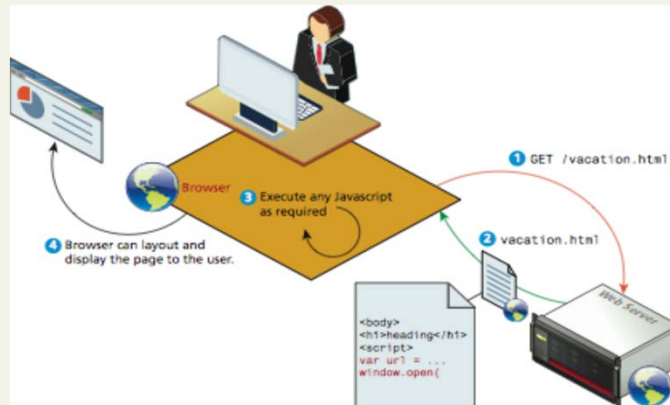 1 GET /vacation.html
Browser
3 Execute any Javascript
as required
2 vacation.html
4 Browser can layout and
display the page to the user.
Web Server
<body>
<h1>heading</h1>
<script>
var url = ...
window.open(